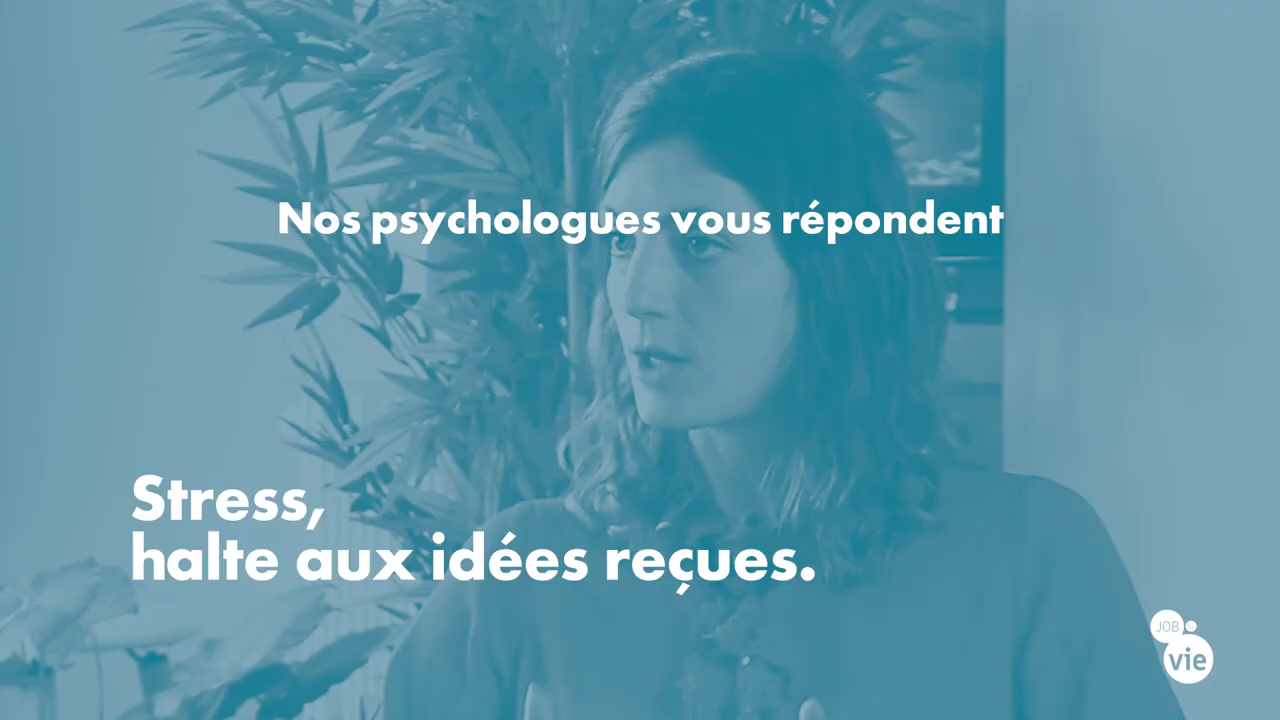 Nos psychologues vous répondent
Stress,
halte aux idées reçues.
JOB
vie